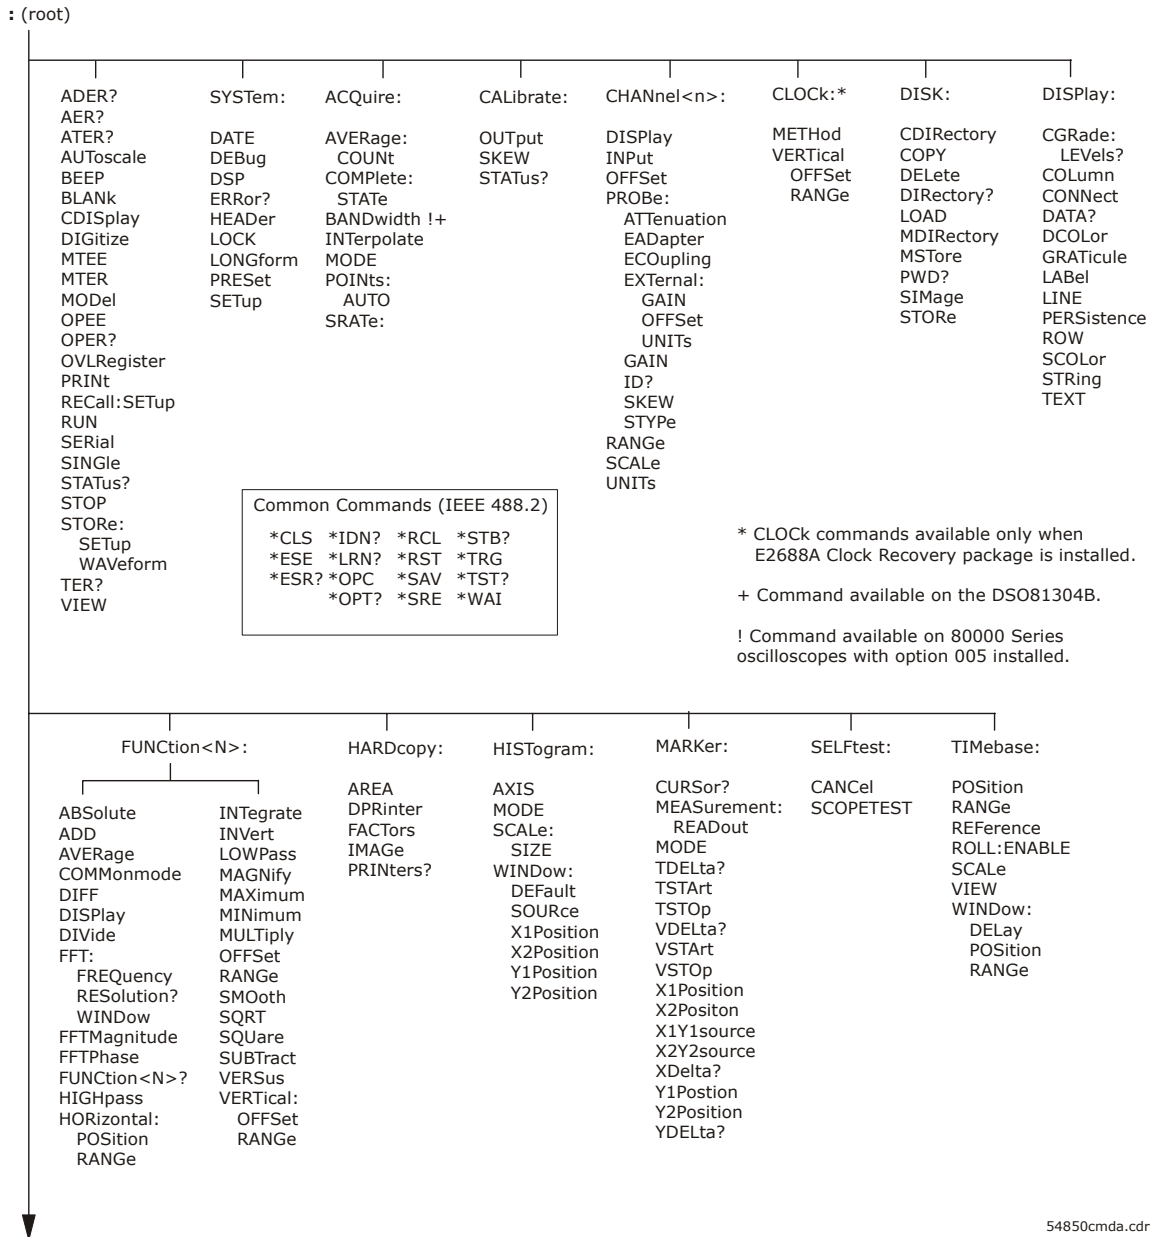 : (root)
ADER?
AER?
ATER?
AUToscale
BEEP
BLANk
CDISplay
DIGitize
MTEE
MTER
MODel
OPEE
OPER?
OVLRegister
PRINt
RECall:SETup
RUN
SERial
SINGle
STATus?
STOP
STORe:
SETup
WAVeform
TER?
VIEW
SYSTem:
DATE
DEBug
DSP
ERRor?
HEADer
LOCK
LONGform
PRESet
SETup
ACQuire:
AVERage:
COUNt
COMPlete:
STATe
BANDwidth !+
INTerpolate
MODE
POINts:
AUTO
SRATe:
CALibrate:
OUTput
SKEW
STATus?
CHANnel<n>:
DISPlay
INPut
OFFSet
PROBe:
ATTenuation
EADapter
ECOupling
EXTernal:
GAIN
OFFSet
UNITs
GAIN
ID?
SKEW
STYPe
RANGe
SCALe
UNITs
CLOCk:*
METHod
VERTical
OFFSet
RANGe
DISK:
CDIRectory
COPY
DELete
DIRectory?
LOAD
MDIRectory
MSTore
PWD?
SIMage
STORe
DISPlay:
CGRade:
LEVels?
COLumn
CONNect
DATA?
DCOLor
GRATicule
LABel
LINE
PERSistence
ROW
SCOLor
STRing
TEXT
Common Commands (IEEE 488.2)
*CLS *IDN? *RCL *STB?
*ESE *LRN? *RST *TRG
*ESR? *OPC *SAV *TST?
*OPT? *SRE *WAI
* CLOCk commands available only when
E2688A Clock Recovery package is installed.
+ Command available on the DSO81304B.
! Command available on 80000 Series
oscilloscopes with option 005 installed.
FUNCtion<N>:
ABSolute
ADD
AVERage
COMMonmode
DIFF
DISPlay
DIVide
FFT:
FREQuency
RESolution?
WINDow
FFTMagnitude
FFTPhase
FUNCtion<N>?
HIGHpass
HORizontal:
POSition
RANGe
INTegrate
INVert
LOWPass
MAGNify
MAXimum
MINimum
MULTiply
OFFSet
RANGe
SMOoth
SQRT
SQUare
SUBTract
VERSus
VERTical:
OFFSet
RANGe
HARDcopy:
AREA
DPRinter
FACTors
IMAGe
PRINters?
HISTogram:
AXIS
MODE
SCALe:
SIZE
WINDow:
DEFault
SOURce
X1Position
X2Position
Y1Position
Y2Position
MARKer:
CURSor?
MEASurement:
READout
MODE
TDELta?
TSTArt
TSTOp
VDELta?
VSTArt
VSTOp
X1Position
X2Positon
X1Y1source
X2Y2source
XDelta?
Y1Postion
Y2Position
YDELta?
SELFtest:
CANCel
SCOPETEST
TIMebase:
POSition
RANGe
REFerence
ROLL:ENABLE
SCALe
VIEW
WINDow:
DELay
POSition
RANGe
54850cmda.cdr